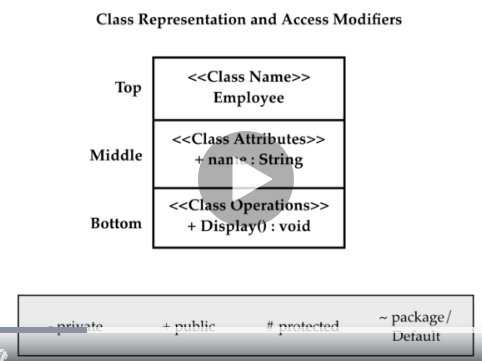 Class Representation and Access Modifiers
Top
<<Class Name>>
Employee
Middle
<<Class Attributes>>
+ name : String
Bottom
<<Class Operations>>
+ Display() : void
- private + public # protected ~ package/
Default